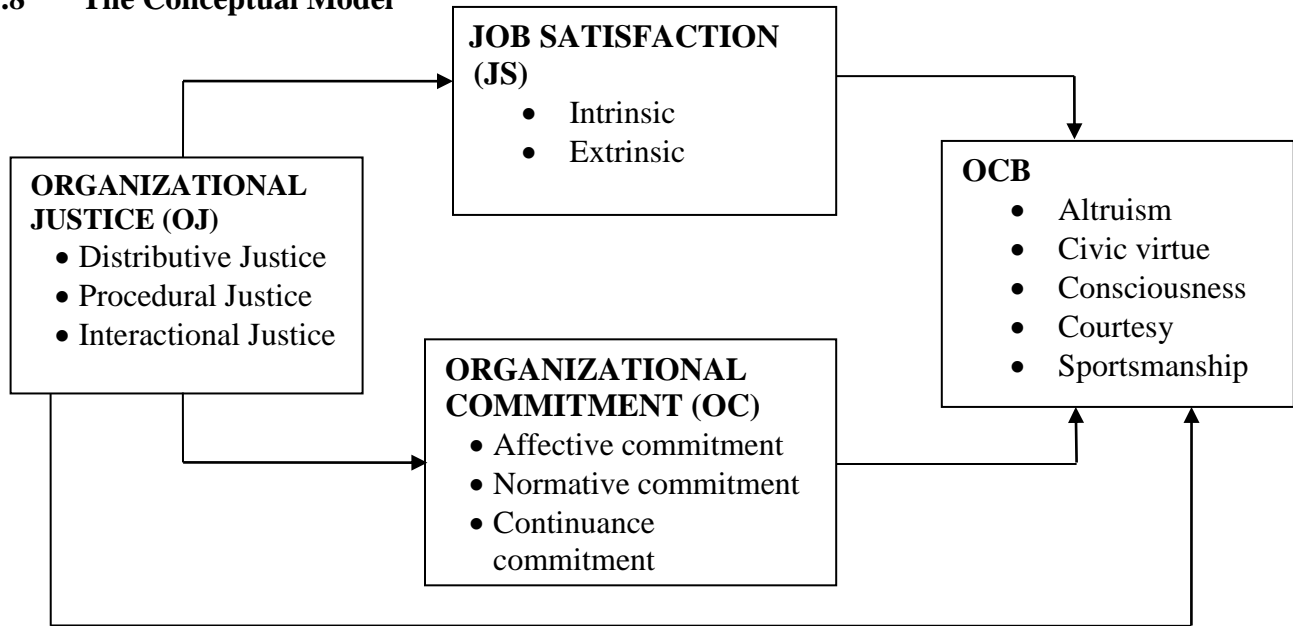 .8 The Conceptual Model
JOB SATISFACTION
(JS)
• Intrinsic
• Extrinsic
ORGANIZATIONAL
JUSTICE (OJ)
• Distributive Justice
• Procedural Justice
• Interactional Justice
ORGANIZATIONAL
COMMITMENT (OC)
• Affective commitment
• Normative commitment
• Continuance
commitment
OCB
• Altruism
• Civic virtue
• Consciousness
• Courtesy
• Sportsmanship